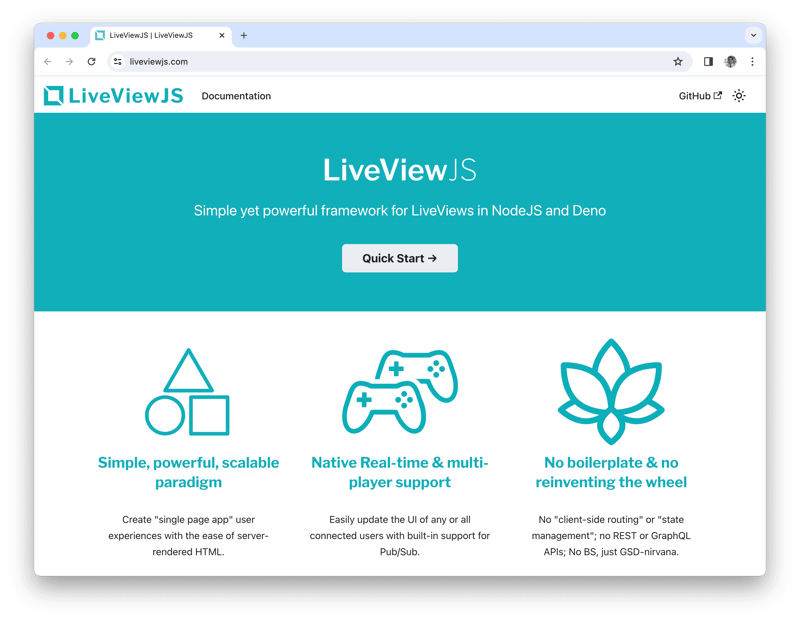 LiveViewJS | LiveViewJS
liveviewjs.com
LiveViewJS Documentation GitHub
LiveViewJS
Simple yet powerful framework for LiveViews in NodeJS and Deno
Quick Start →
Simple, powerful, scalable
paradigm
Create "single page app" user
experiences with the ease of server-
rendered HTML.
Native Real-time & multi-
player support
Easily update the UI of any or all
connected users with built-in support for
Pub/Sub.
No boilerplate & no
reinventing the wheel
No "client-side routing" or "state
management"; no REST or GraphQL
APIs; No BS, just GSD-nirvana.